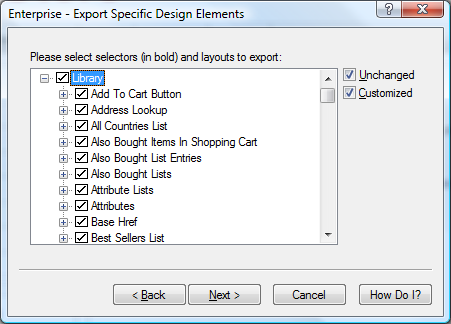 Enterprise - Export Specific Design Elements
Please select selectors (in bold) and layouts to export:
Library
Add To Cart Button
Address Lookup
All Countries List
Also Bought Items In Shopping Cart
Also Bought List Entries
Also Bought Lists
Attribute Lists
Attributes
Base Href
Best Sellers List
Unchanged
Customized
< Back
Next >
Cancel
How Do I?